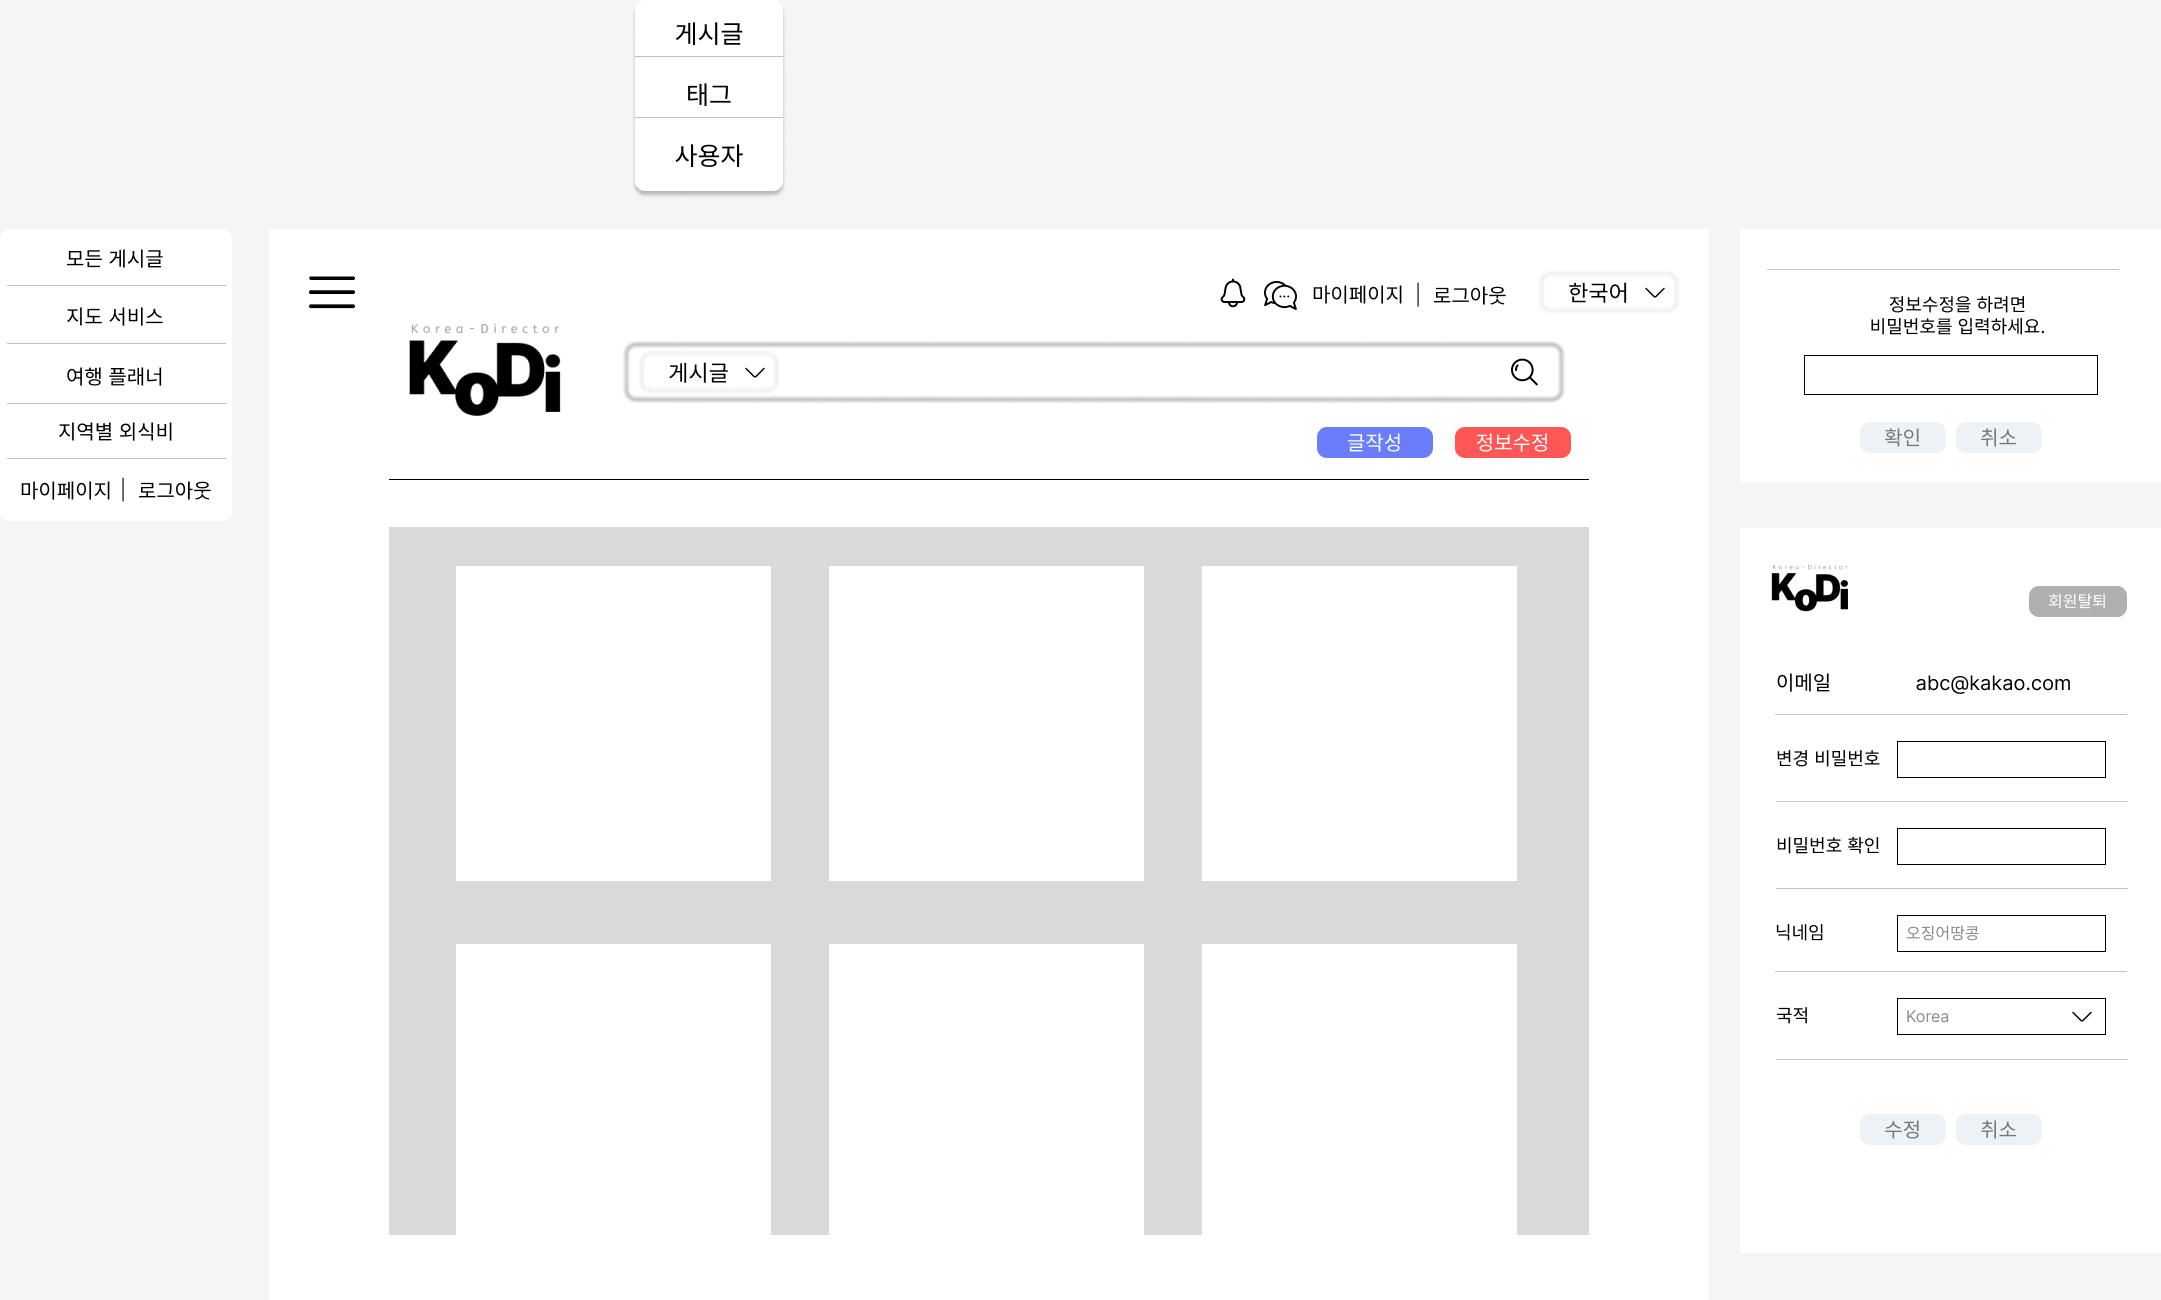 게시글
태그
사용자
모든 게시글
지도 서비스
여행 플래너
지역별 외식비
마이페이지 | 로그아웃
마이페이지 | 로그아웃
한국어
Korea-Director
KoDi
게시글
글작성
정보수정
정보수정을 하려면
비밀번호를 입력하세요.
확인
취소
Korea-Director
KoDi
회원탈퇴
이메일
abc@kakao.com
변경 비밀번호
비밀번호 확인
닉네임
오징어땅콩
국적
Korea
수정
취소